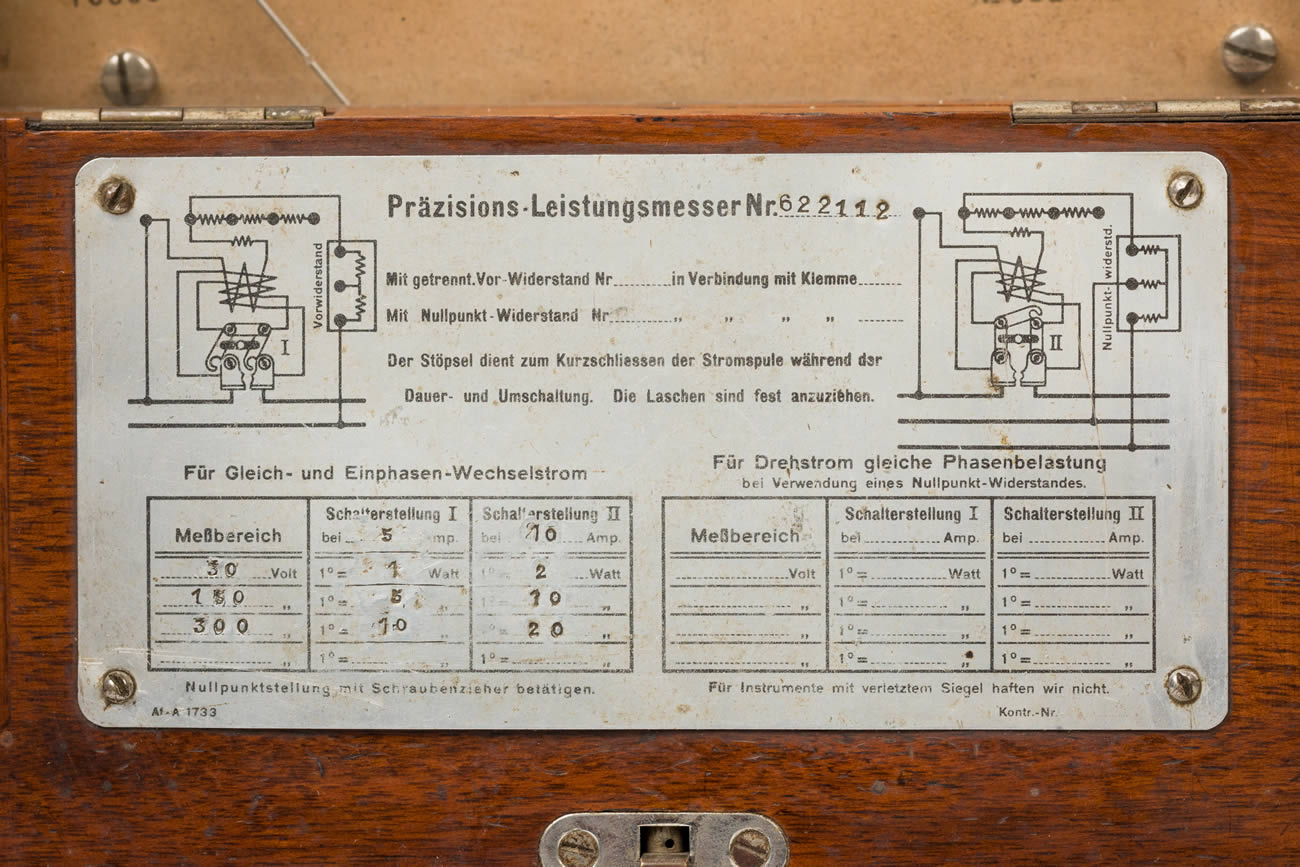 Präzisions-Leistungsmesser Nr. 622112
Vorwiderstand
I
Nullpunkt-widerstd.
II
Mit getrennt. Vor-Widerstand Nr. in Verbindung mit Klemme
Mit Nullpunkt-Widerstand Nr. „ „ „ „
Der Stöpsel dient zum Kurzschliessen der Stromspule während der
Dauer- und Umschaltung. Die Laschen sind fest anzuziehen.
Für Gleich- und Einphasen-Wechselstrom
Meßbereich Schalterstellung I Schalterstellung II
bei 5 Amp. bei 10 Amp.
30 Volt 1° = 1 Watt 1° = 2 Watt
150 „ 1° = 5 1° = 10 „
300 „ 1° = 10 „ 1° = 20 „
„ 1° = „ 1° = „
Nullpunktstellung mit Schraubenzieher betätigen.
At-A 1733
Für Drehstrom gleiche Phasenbelastung
bei Verwendung eines Nullpunkt-Widerstandes.
Meßbereich Schalterstellung I Schalterstellung II
bei Amp. bei Amp.
Volt 1° = Watt 1° = Watt
„ 1° = „ 1° = „
„ 1° = „ 1° = „
„ 1° = „ 1° = „
Für Instrumente mit verletztem Siegel haften wir nicht.
Kontr.-Nr.